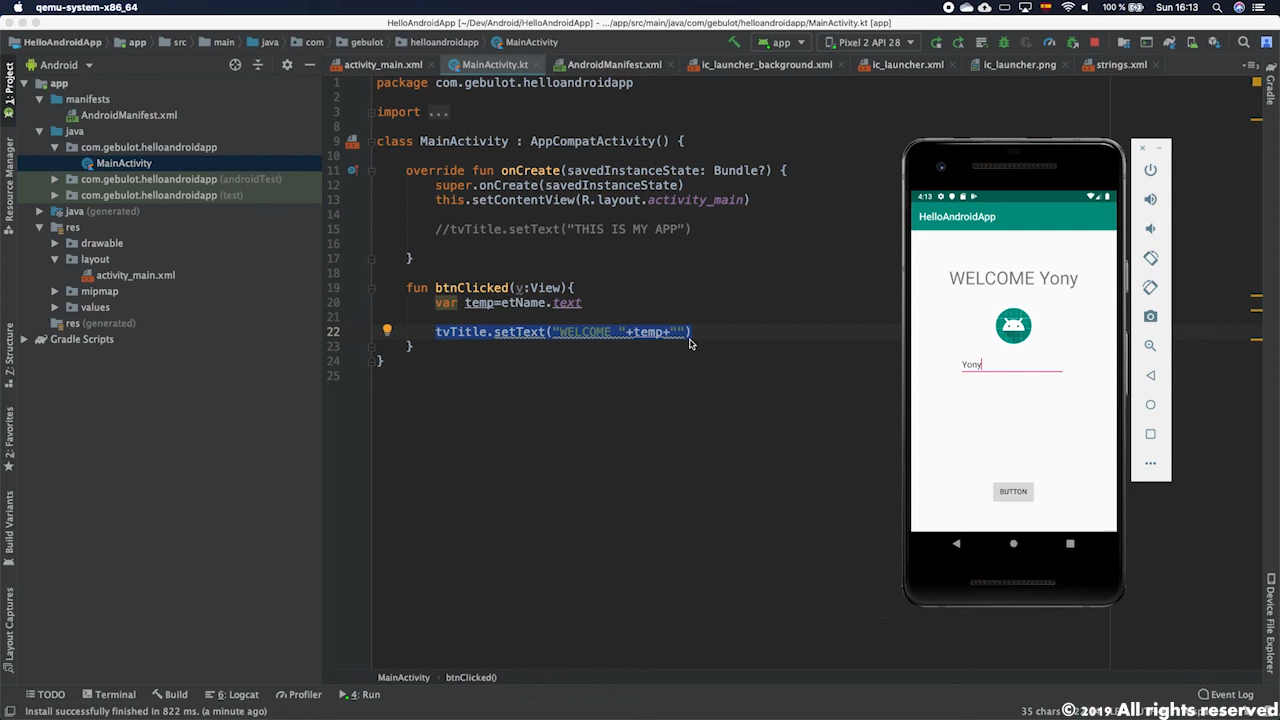 qemu-system-x86_64
100 %
Sun 16:13
HelloAndroidApp [~/Dev/Android/HelloAndroidApp] - .../app/src/main/java/com/gebulot/helloandroidapp/MainActivity.kt [app]
HelloAndroidApp
app
src
main
java
com
gebulot
helloandroidapp
MainActivity
app
Pixel 2 API 28
1: Project
Resource Manager
Z: Structure
2: Favorites
Build Variants
Layout Captures
Android
activity_main.xml
MainActivity.kt
AndroidManifest.xml
ic_launcher_background.xml
ic_launcher.xml
ic_launcher.png
strings.xml
Gradle
Device File Explorer
app
manifests
AndroidManifest.xml
java
com.gebulot.helloandroidapp
MainActivity
com.gebulot.helloandroidapp (androidTest)
com.gebulot.helloandroidapp (test)
java (generated)
res
drawable
layout
activity_main.xml
mipmap
values
res (generated)
Gradle Scripts
1 package com.gebulot.helloandroidapp
2
3 import ...
8
9 class MainActivity : AppCompatActivity() {
10
11 override fun onCreate(savedInstanceState: Bundle?) {
12 super.onCreate(savedInstanceState)
13 this.setContentView(R.layout.activity_main)
14
15 //tvTitle.setText("THIS IS MY APP")
16
17 }
18
19 fun btnClicked(v:View){
20 var temp=etName.text
21
22 tvTitle.setText("WELCOME "+temp+"")
23 }
24 }
25
4:13
HelloAndroidApp
WELCOME Yony
Yony
BUTTON
MainActivity
btnClicked()
TODO
Terminal
Build
6: Logcat
Profiler
4: Run
Event Log
Install successfully finished in 822 ms. (a minute ago)
35 chars
© 2019 All rights reserved